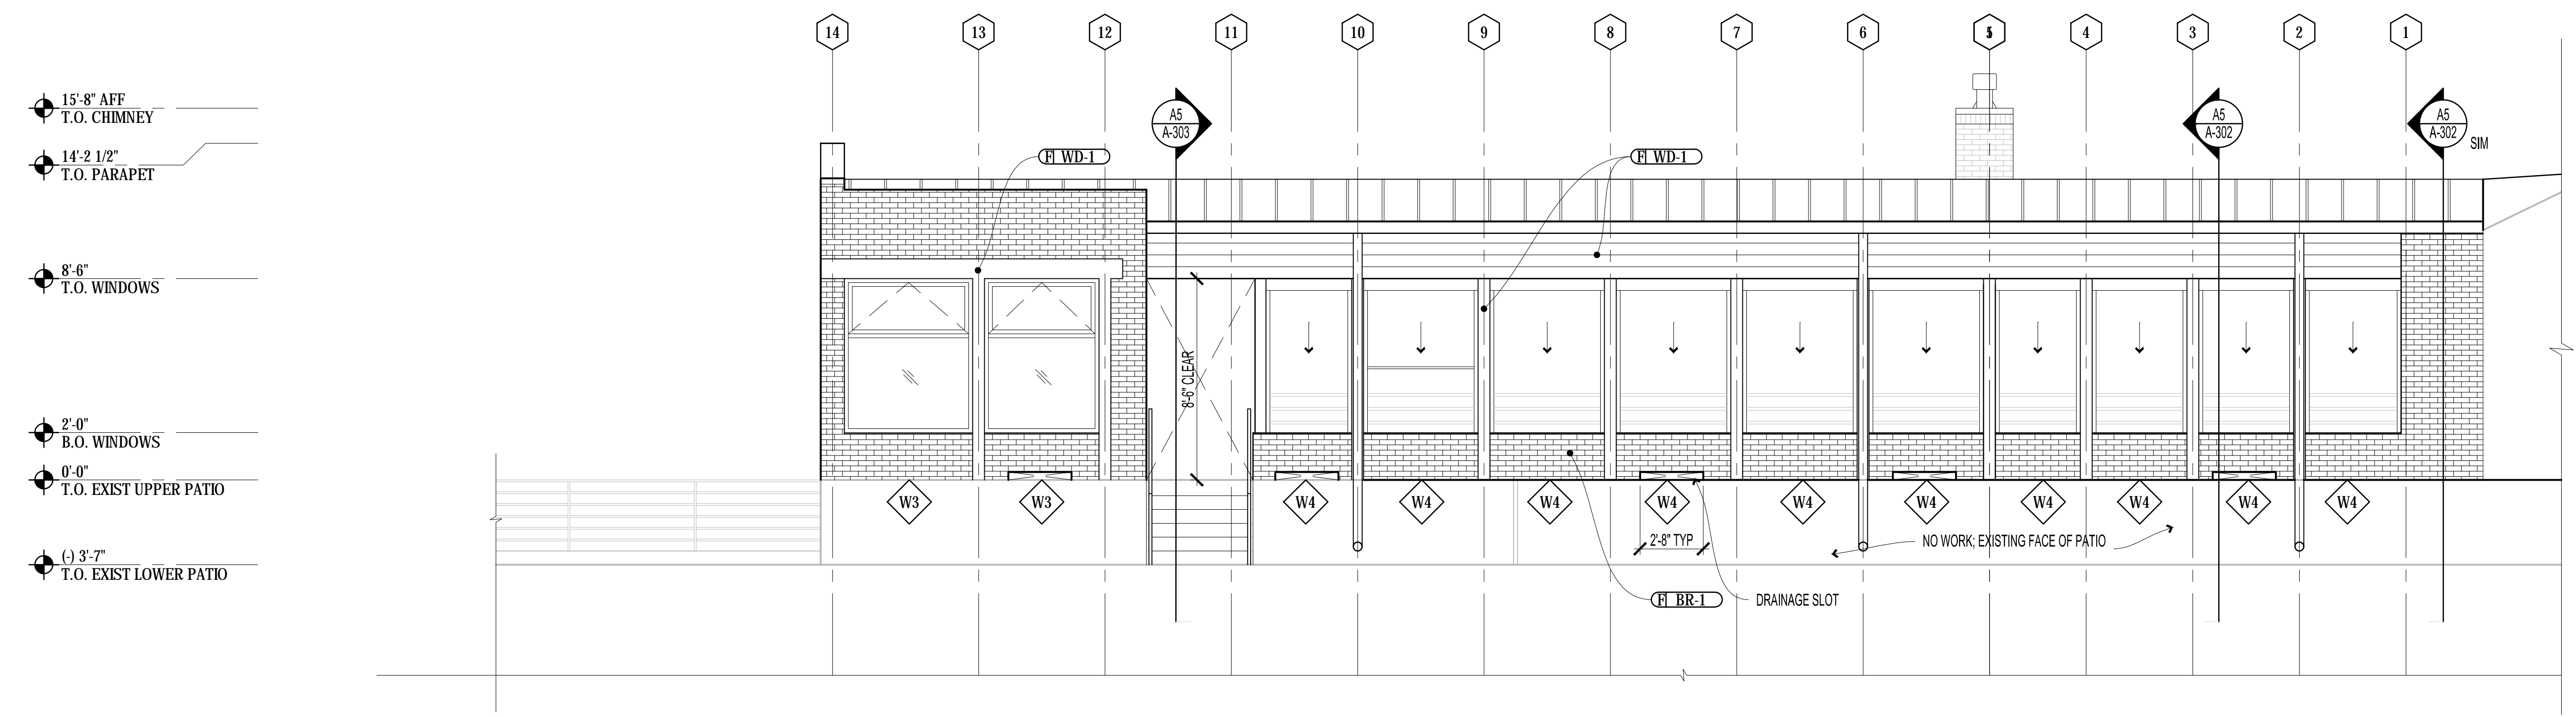 14 13 12 11 10 9 8 7 6 5 4 3 2 1
15'-8" AFF
T.O. CHIMNEY
A5
A-303
A5
A-302
A5
A-302
SIM
14'-2 1/2"
T.O. PARAPET
F WD-1
F WD-1
8'-6"
T.O. WINDOWS
8'-6" CLEAR
2'-0"
B.O. WINDOWS
0'-0"
T.O. EXIST UPPER PATIO
W3 W3 W4 W4 W4 W4 W4 W4 W4 W4 W4 W4
2'-8" TYP
NO WORK; EXISTING FACE OF PATIO
(-) 3'-7"
T.O. EXIST LOWER PATIO
F BR-1
DRAINAGE SLOT